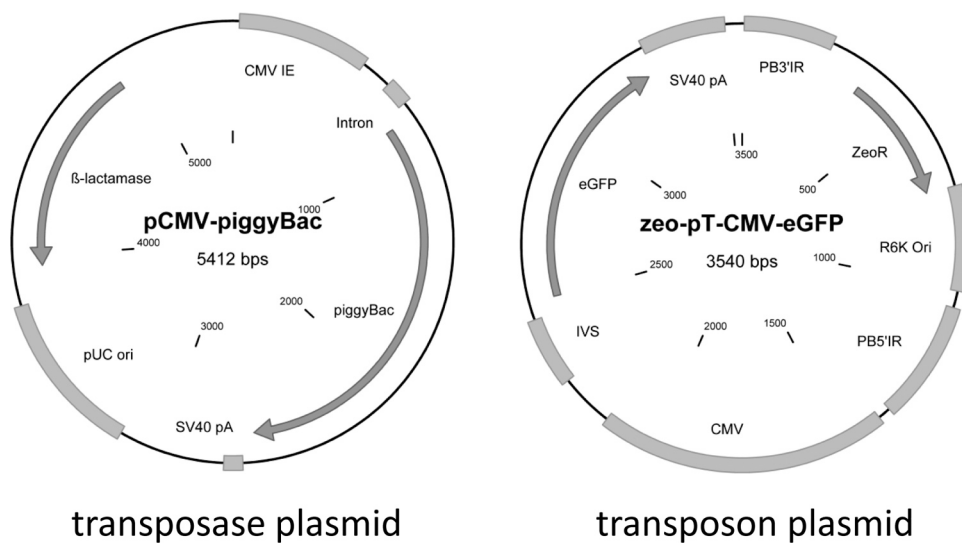 CMV IE
Intron
ß-lactamase
5000
1000
4000
pCMV-piggyBac
5412 bps
2000
3000
piggyBac
pUC ori
SV40 pA
transposase plasmid
SV40 pA
PB3'IR
ZeoR
3500
eGFP
3000
500
zeo-pT-CMV-eGFP
3540 bps
R6K Ori
2500
1000
IVS
2000
1500
PB5'IR
CMV
transposon plasmid